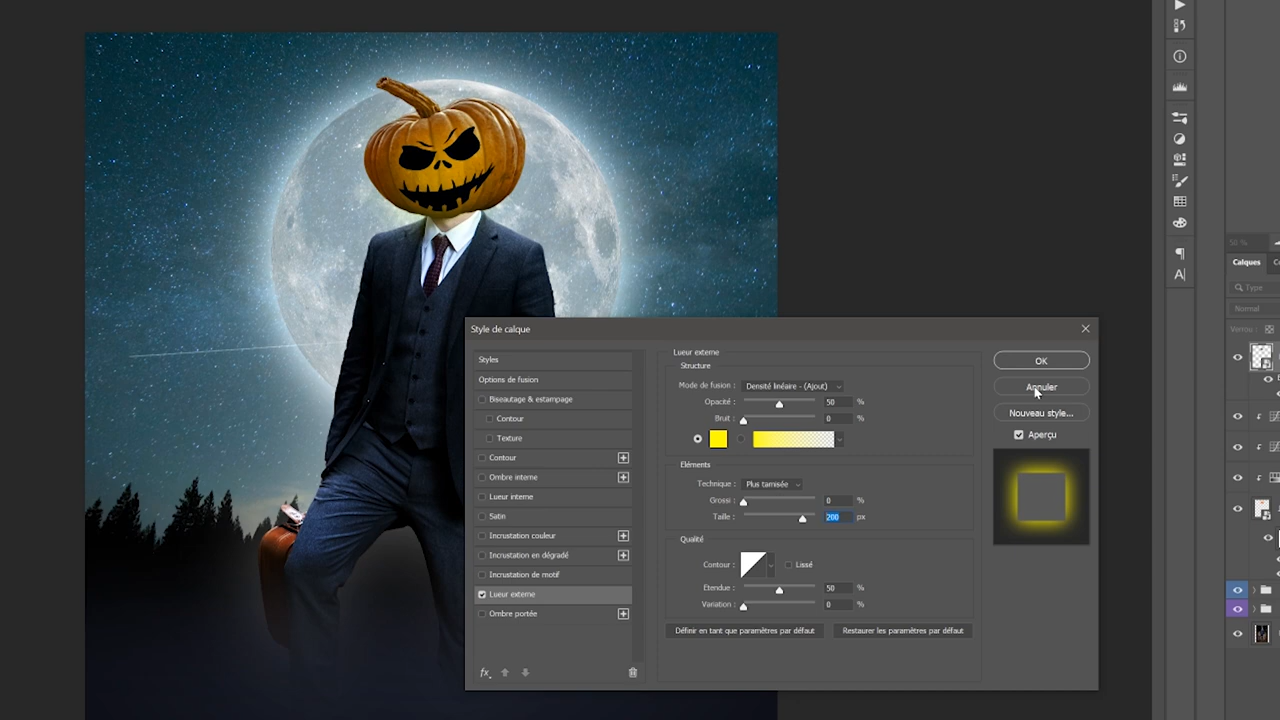 Style de calque
Styles
Options de fusion
Biseautage & estampage
Contour
Texture
Contour
Ombre interne
Lueur interne
Satin
Incrustation couleur
Incrustation en dégradé
Incrustation de motif
Lueur externe
Ombre portée
fx
Lueur externe
Structure
Mode de fusion : Densité linéaire - (Ajout)
Opacité : 50 %
Bruit : 0 %
Eléments
Technique : Plus tamisée
Grossi : 0 %
Taille : 200 px
Qualité
Contour : Lissé
Etendue : 50 %
Variation : 0 %
Définir en tant que paramètres par défaut
Restaurer les paramètres par défaut
OK
Annuler
Nouveau style...
Aperçu
50 %
Calques
Type
Normal
Verrou :